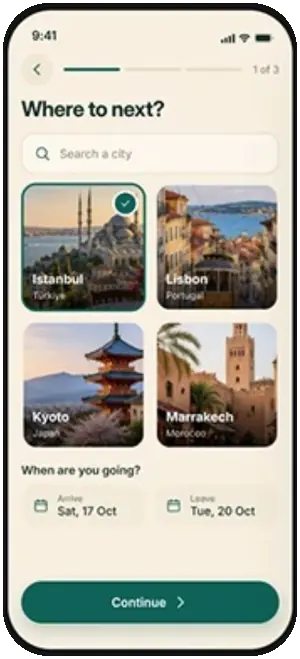 9:41
1 of 3
Where to next?
Search a city
Istanbul
Türkiye
Lisbon
Portugal
Kyoto
Japan
Marrakech
Morocco
When are you going?
Arrive
Sat, 17 Oct
Leave
Tue, 20 Oct
Continue